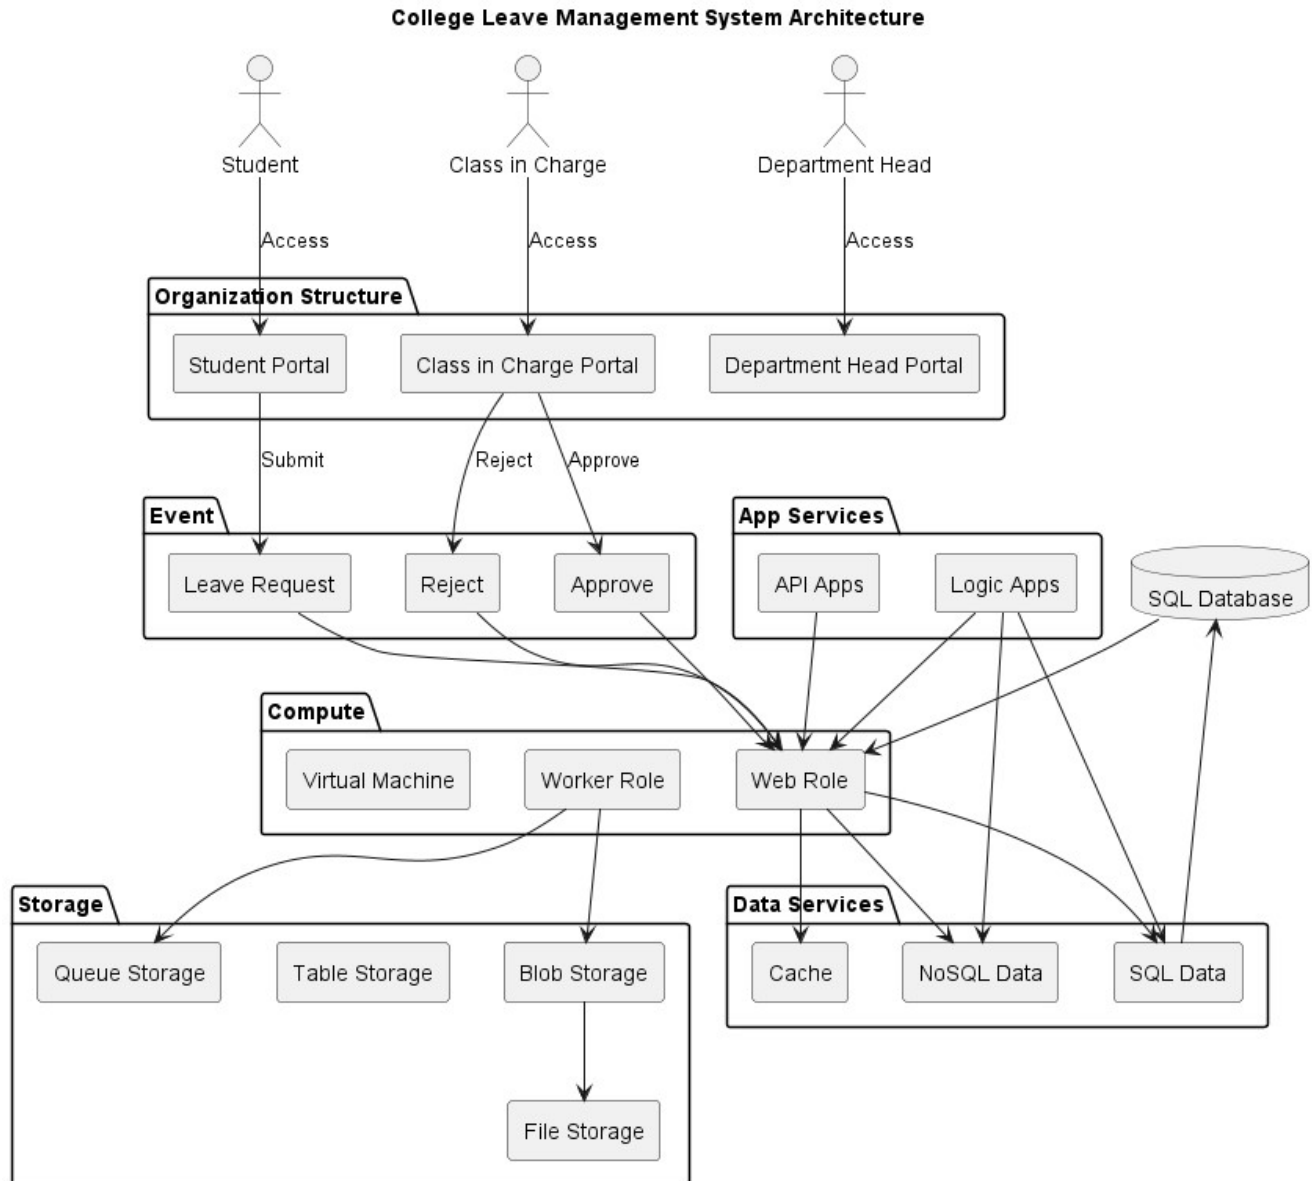 College Leave Management System Architecture
Student
Class in Charge
Department Head
Access
Access
Access
Organization Structure
Student Portal
Class in Charge Portal
Department Head Portal
Submit
Reject
Approve
Event
App Services
Leave Request
Reject
Approve
API Apps
Logic Apps
SQL Database
Compute
Virtual Machine
Worker Role
Web Role
Storage
Data Services
Queue Storage
Table Storage
Blob Storage
Cache
NoSQL Data
SQL Data
File Storage